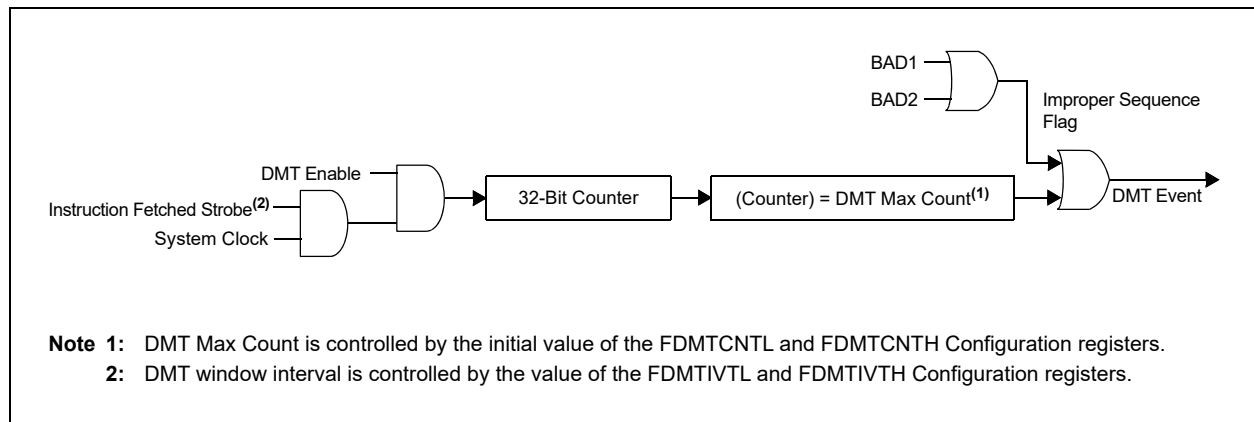 BAD1
BAD2
Improper Sequence
Flag
DMT Enable
Instruction Fetched Strobe(2)
System Clock
32-Bit Counter
(Counter) = DMT Max Count(1)
DMT Event
Note 1: DMT Max Count is controlled by the initial value of the FDMTCNTL and FDMTCNTH Configuration registers.
2: DMT window interval is controlled by the value of the FDMTIVTL and FDMTIVTH Configuration registers.